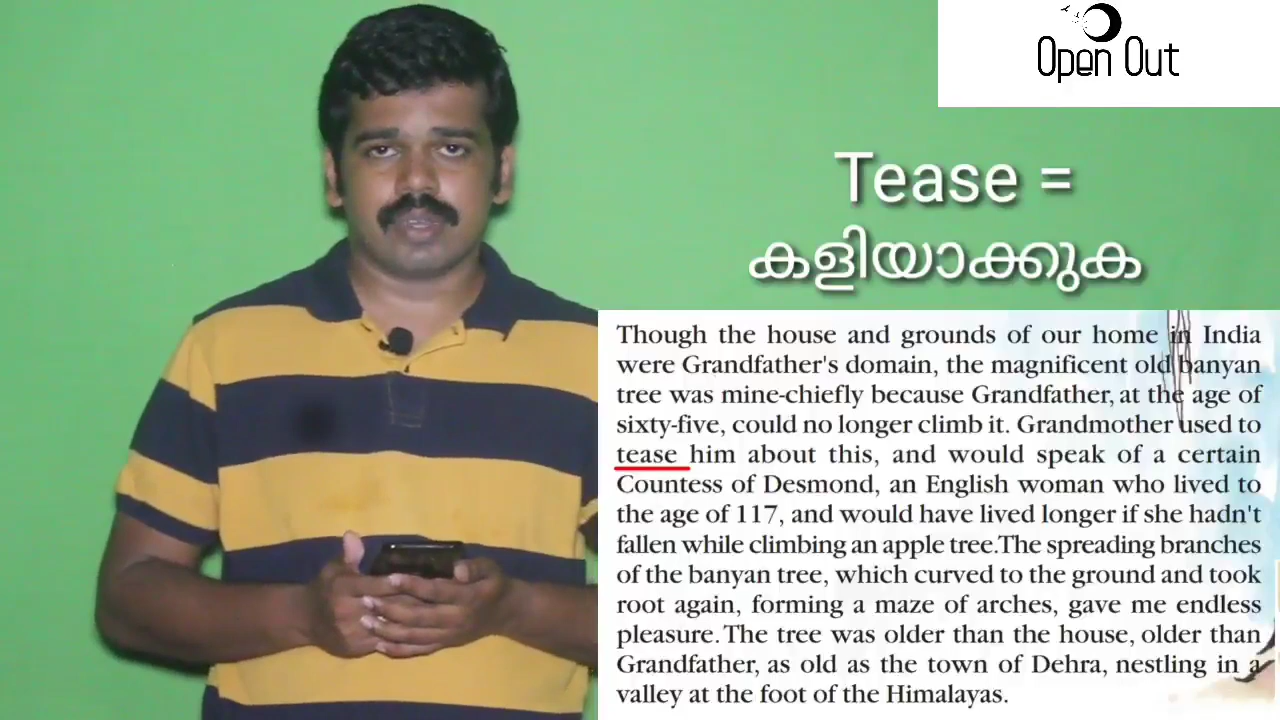 Open Out
Tease =
കളിയാക്കുക
Though the house and grounds of our home in India
were Grandfather's domain, the magnificent old banyan
tree was mine-chiefly because Grandfather, at the age of
sixty-five, could no longer climb it. Grandmother used to
tease him about this, and would speak of a certain
Countess of Desmond, an English woman who lived to
the age of 117, and would have lived longer if she hadn't
fallen while climbing an apple tree.The spreading branches
of the banyan tree, which curved to the ground and took
root again, forming a maze of arches, gave me endless
pleasure. The tree was older than the house, older than
Grandfather, as old as the town of Dehra, nestling in a
valley at the foot of the Himalayas.